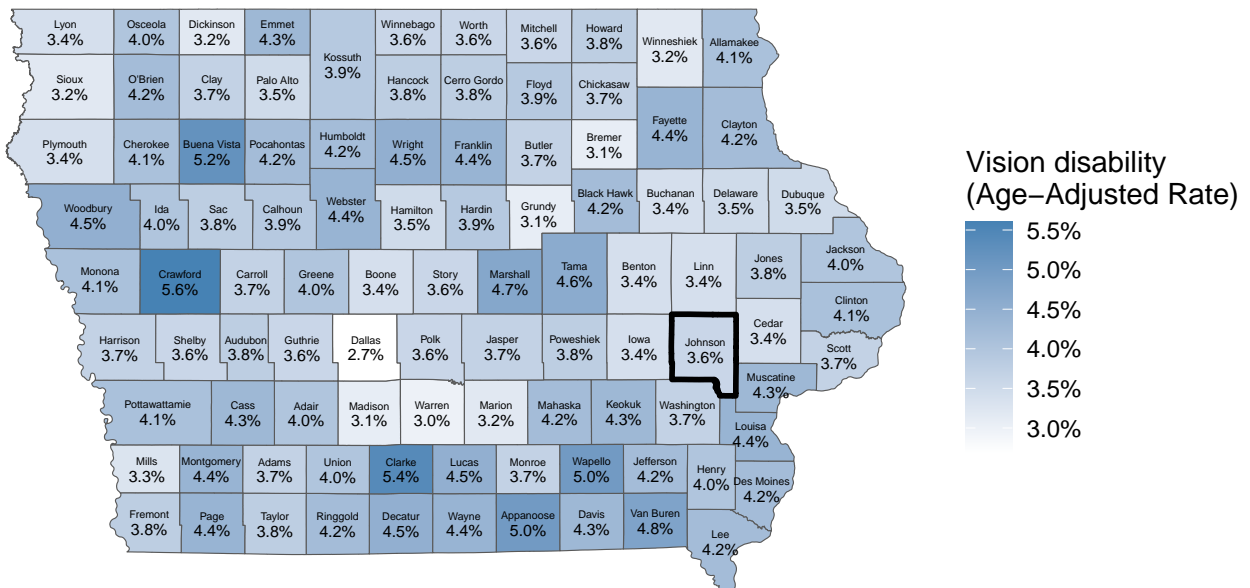 Lyon
3.4%
Osceola
4.0%
Dickinson
3.2%
Emmet
4.3%
Kossuth
3.9%
Winnebago
3.6%
Worth
3.6%
Mitchell
3.6%
Howard
3.8%
Winneshiek
3.2%
Allamakee
4.1%
Sioux
3.2%
O'Brien
4.2%
Clay
3.7%
Palo Alto
3.5%
Hancock
3.8%
Cerro Gordo
3.8%
Floyd
3.9%
Chickasaw
3.7%
Fayette
4.4%
Clayton
4.2%
Plymouth
3.4%
Cherokee
4.1%
Buena Vista
5.2%
Pocahontas
4.2%
Humboldt
4.2%
Wright
4.5%
Franklin
4.4%
Butler
3.7%
Bremer
3.1%
Woodbury
4.5%
Ida
4.0%
Sac
3.8%
Calhoun
3.9%
Webster
4.4%
Hamilton
3.5%
Hardin
3.9%
Grundy
3.1%
Black Hawk
4.2%
Buchanan
3.4%
Delaware
3.5%
Dubuque
3.5%
Monona
4.1%
Crawford
5.6%
Carroll
3.7%
Greene
4.0%
Boone
3.4%
Story
3.6%
Marshall
4.7%
Tama
4.6%
Benton
3.4%
Linn
3.4%
Jones
3.8%
Jackson
4.0%
Clinton
4.1%
Harrison
3.7%
Shelby
3.6%
Audubon
3.8%
Guthrie
3.6%
Dallas
2.7%
Polk
3.6%
Jasper
3.7%
Poweshiek
3.8%
Iowa
3.4%
Johnson
3.6%
Cedar
3.4%
Scott
3.7%
Muscatine
4.3%
Pottawattamie
4.1%
Cass
4.3%
Adair
4.0%
Madison
3.1%
Warren
3.0%
Marion
3.2%
Mahaska
4.2%
Keokuk
4.3%
Washington
3.7%
Louisa
4.4%
Mills
3.3%
Montgomery
4.4%
Adams
3.7%
Union
4.0%
Clarke
5.4%
Lucas
4.5%
Monroe
3.7%
Wapello
5.0%
Jefferson
4.2%
Henry
4.0%
Des Moines
4.2%
Fremont
3.8%
Page
4.4%
Taylor
3.8%
Ringgold
4.2%
Decatur
4.5%
Wayne
4.4%
Appanoose
5.0%
Davis
4.3%
Van Buren
4.8%
Lee
4.2%
Vision disability
(Age−Adjusted Rate)
5.5%
5.0%
4.5%
4.0%
3.5%
3.0%